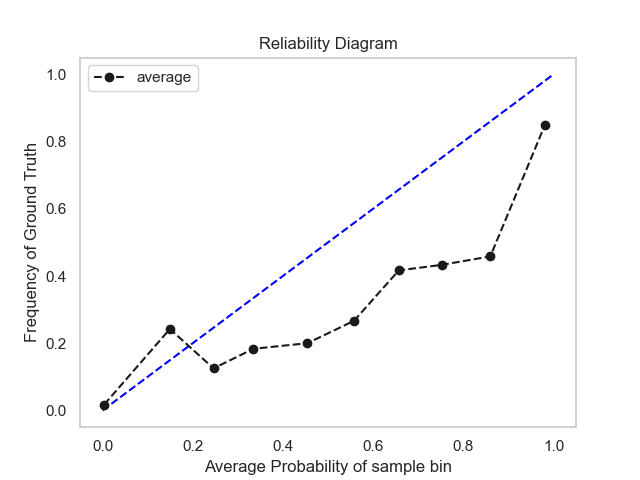 Reliability Diagram
average
Frequency of Ground Truth
1.0
0.8
0.6
0.4
0.2
0.0
0.0 0.2 0.4 0.6 0.8 1.0
Average Probability of sample bin